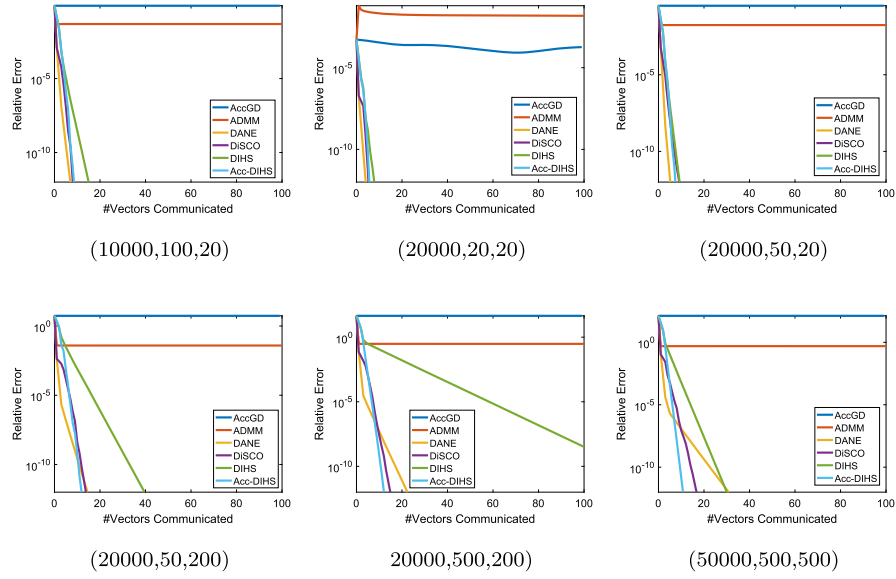 Relative Error
10^-5
10^-10
AccGD
ADMM
DANE
DiSCO
DIHS
Acc-DIHS
0 20 40 60 80 100
#Vectors Communicated
(10000,100,20)
Relative Error
10^-5
10^-10
AccGD
ADMM
DANE
DiSCO
DIHS
Acc-DIHS
0 20 40 60 80 100
#Vectors Communicated
(20000,20,20)
Relative Error
10^-5
10^-10
AccGD
ADMM
DANE
DiSCO
DIHS
Acc-DIHS
0 20 40 60 80 100
#Vectors Communicated
(20000,50,20)
Relative Error
10^0
10^-5
10^-10
AccGD
ADMM
DANE
DiSCO
DIHS
Acc-DIHS
0 20 40 60 80 100
#Vectors Communicated
(20000,50,200)
Relative Error
10^0
10^-5
10^-10
AccGD
ADMM
DANE
DiSCO
DIHS
Acc-DIHS
0 20 40 60 80 100
#Vectors Communicated
20000,500,200)
Relative Error
10^0
10^-5
10^-10
AccGD
ADMM
DANE
DiSCO
DIHS
Acc-DIHS
0 20 40 60 80 100
#Vectors Communicated
(50000,500,500)